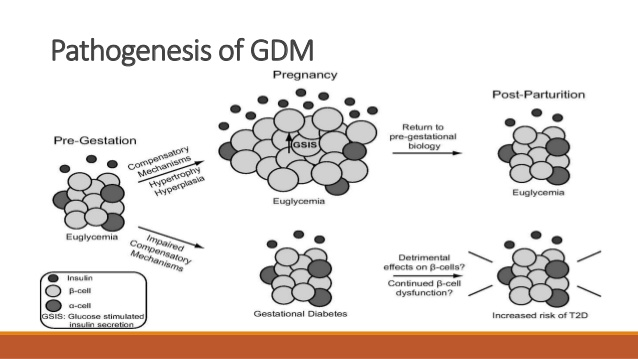 Pathogenesis of GDM
Pregnancy
Post-Parturition
Pre-Gestation
Compensatory
Mechanisms
Hypertrophy
Hyperplasia
GSIS
Return to
pre-gestational
biology
Euglycemia
Euglycemia
Euglycemia
Impaired
Compensatory
Mechanisms
Detrimental
effects on β-cells?
Continued β-cell
dysfunction?
Insulin
β-cell
α-cell
GSIS: Glucose stimulated
insulin secretion
Gestational Diabetes
Increased risk of T2D